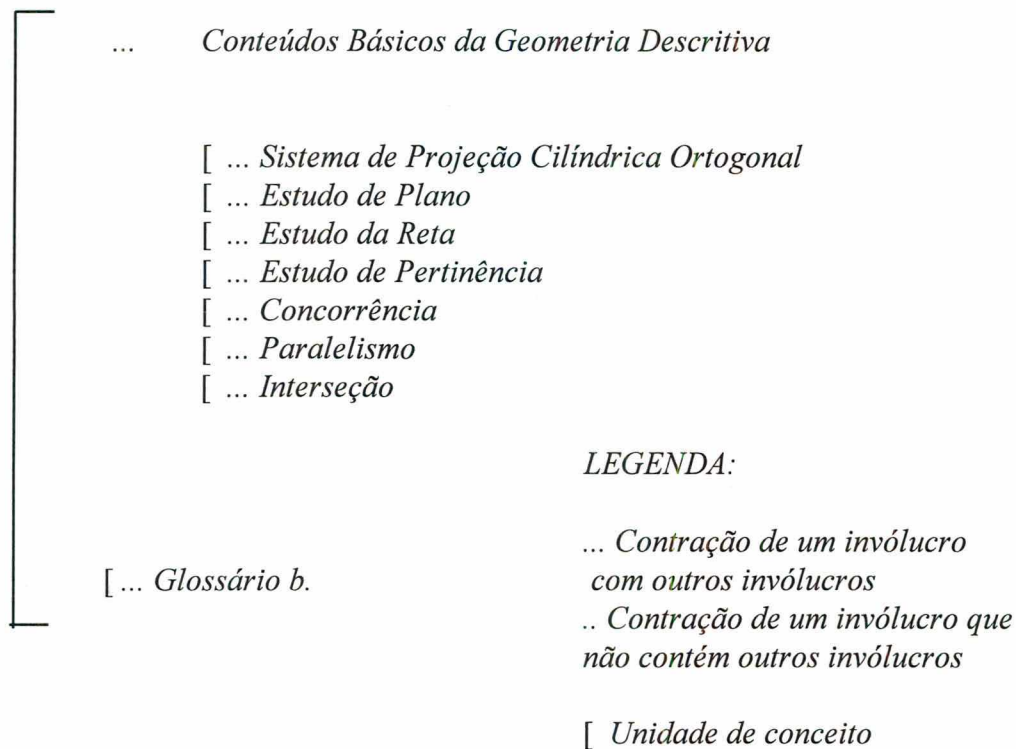 ... Conteúdos Básicos da Geometria Descritiva
[ ... Sistema de Projeção Cilíndrica Ortogonal
[ ... Estudo de Plano
[ ... Estudo da Reta
[ ... Estudo de Pertinência
[ ... Concorrência
[ ... Paralelismo
[ ... Interseção
[ ... Glossário b.
LEGENDA:
... Contração de um invólucro
com outros invólucros
.. Contração de um invólucro que
não contém outros invólucros
[ Unidade de conceito